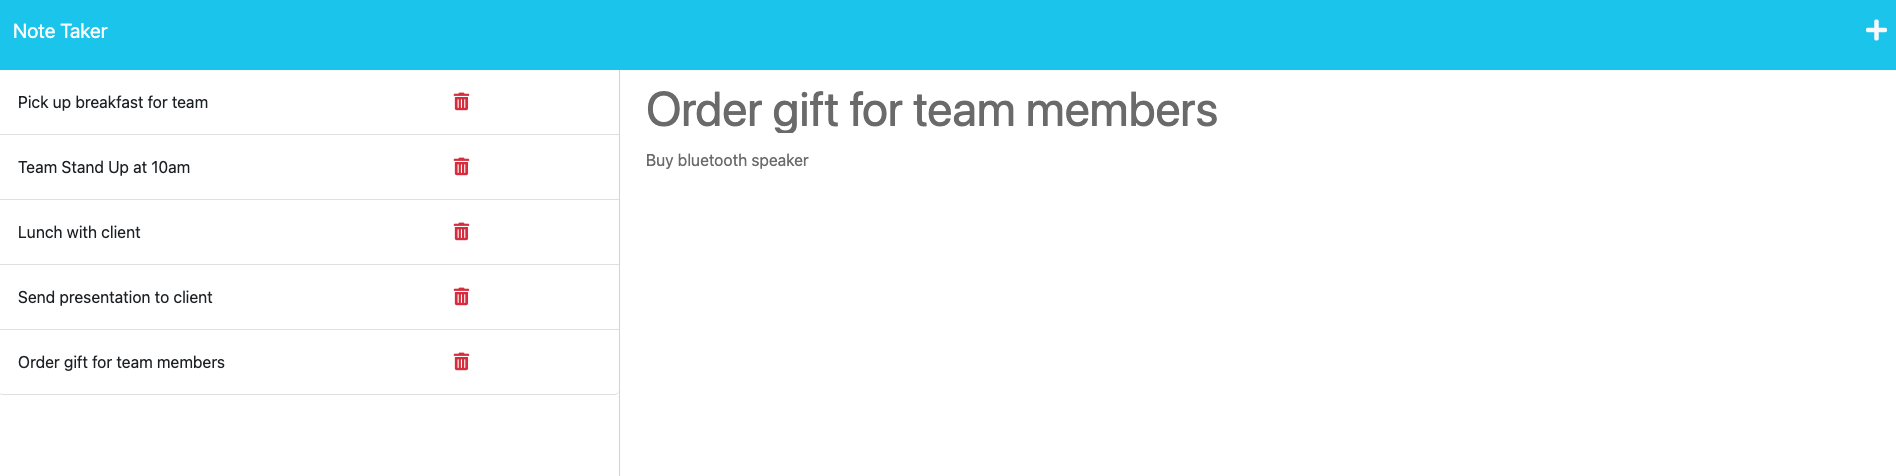 Note Taker
Pick up breakfast for team
Team Stand Up at 10am
Lunch with client
Send presentation to client
Order gift for team members
Order gift for team members
Buy bluetooth speaker